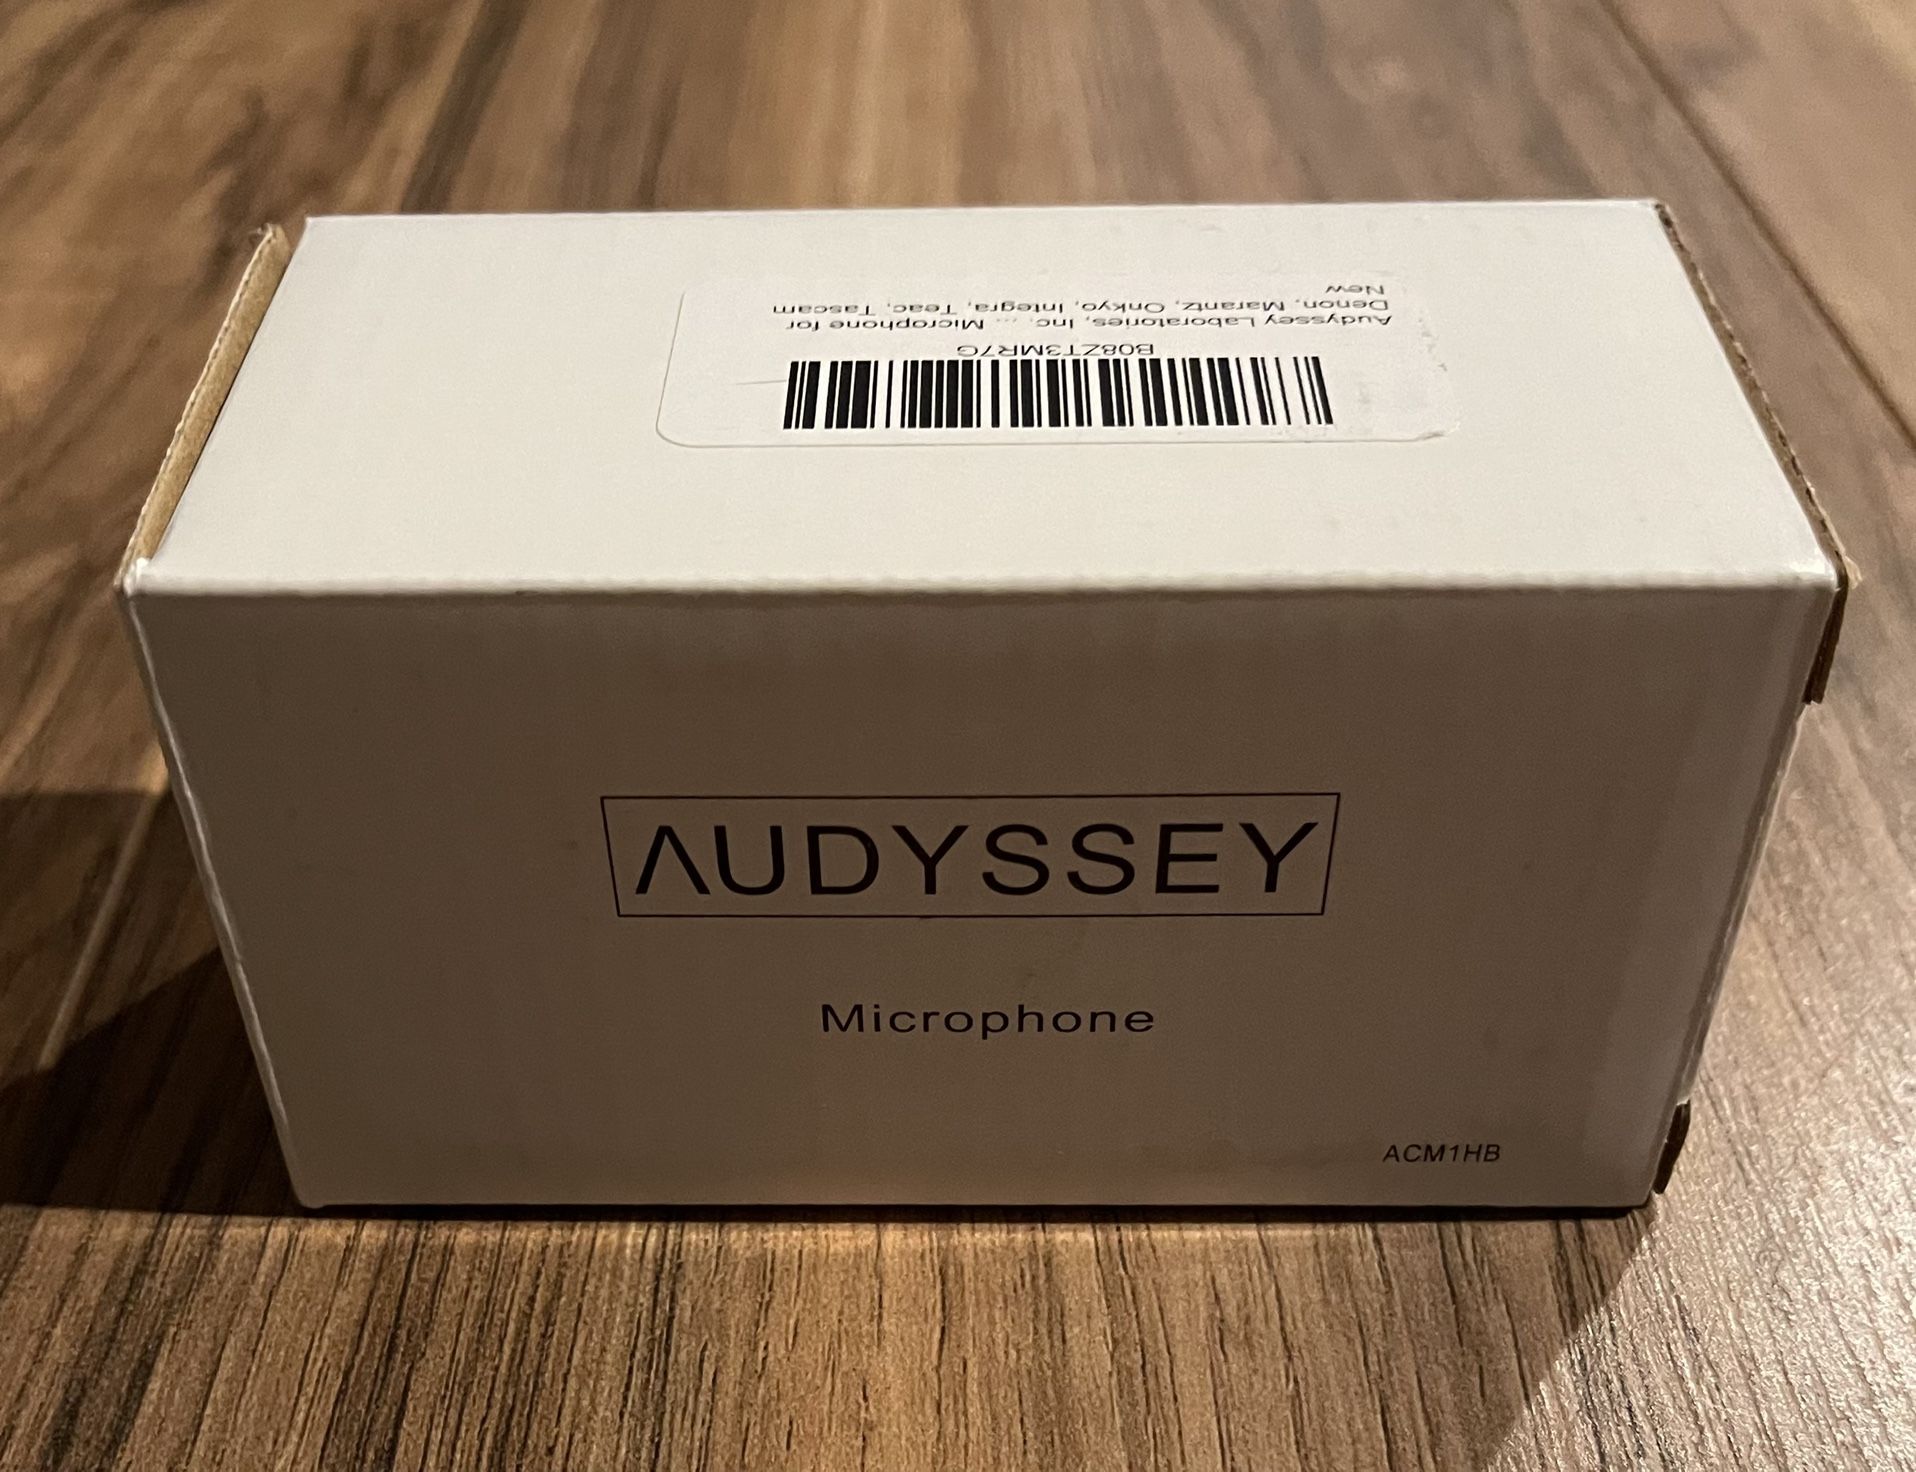 B08ZT3MR7G
Audyssey Laboratories, Inc. ... Microphone for
Denon, Marantz, Onkyo, Integra, Teac, Tascam
New
AUDYSSEY
Microphone
ACM1HB